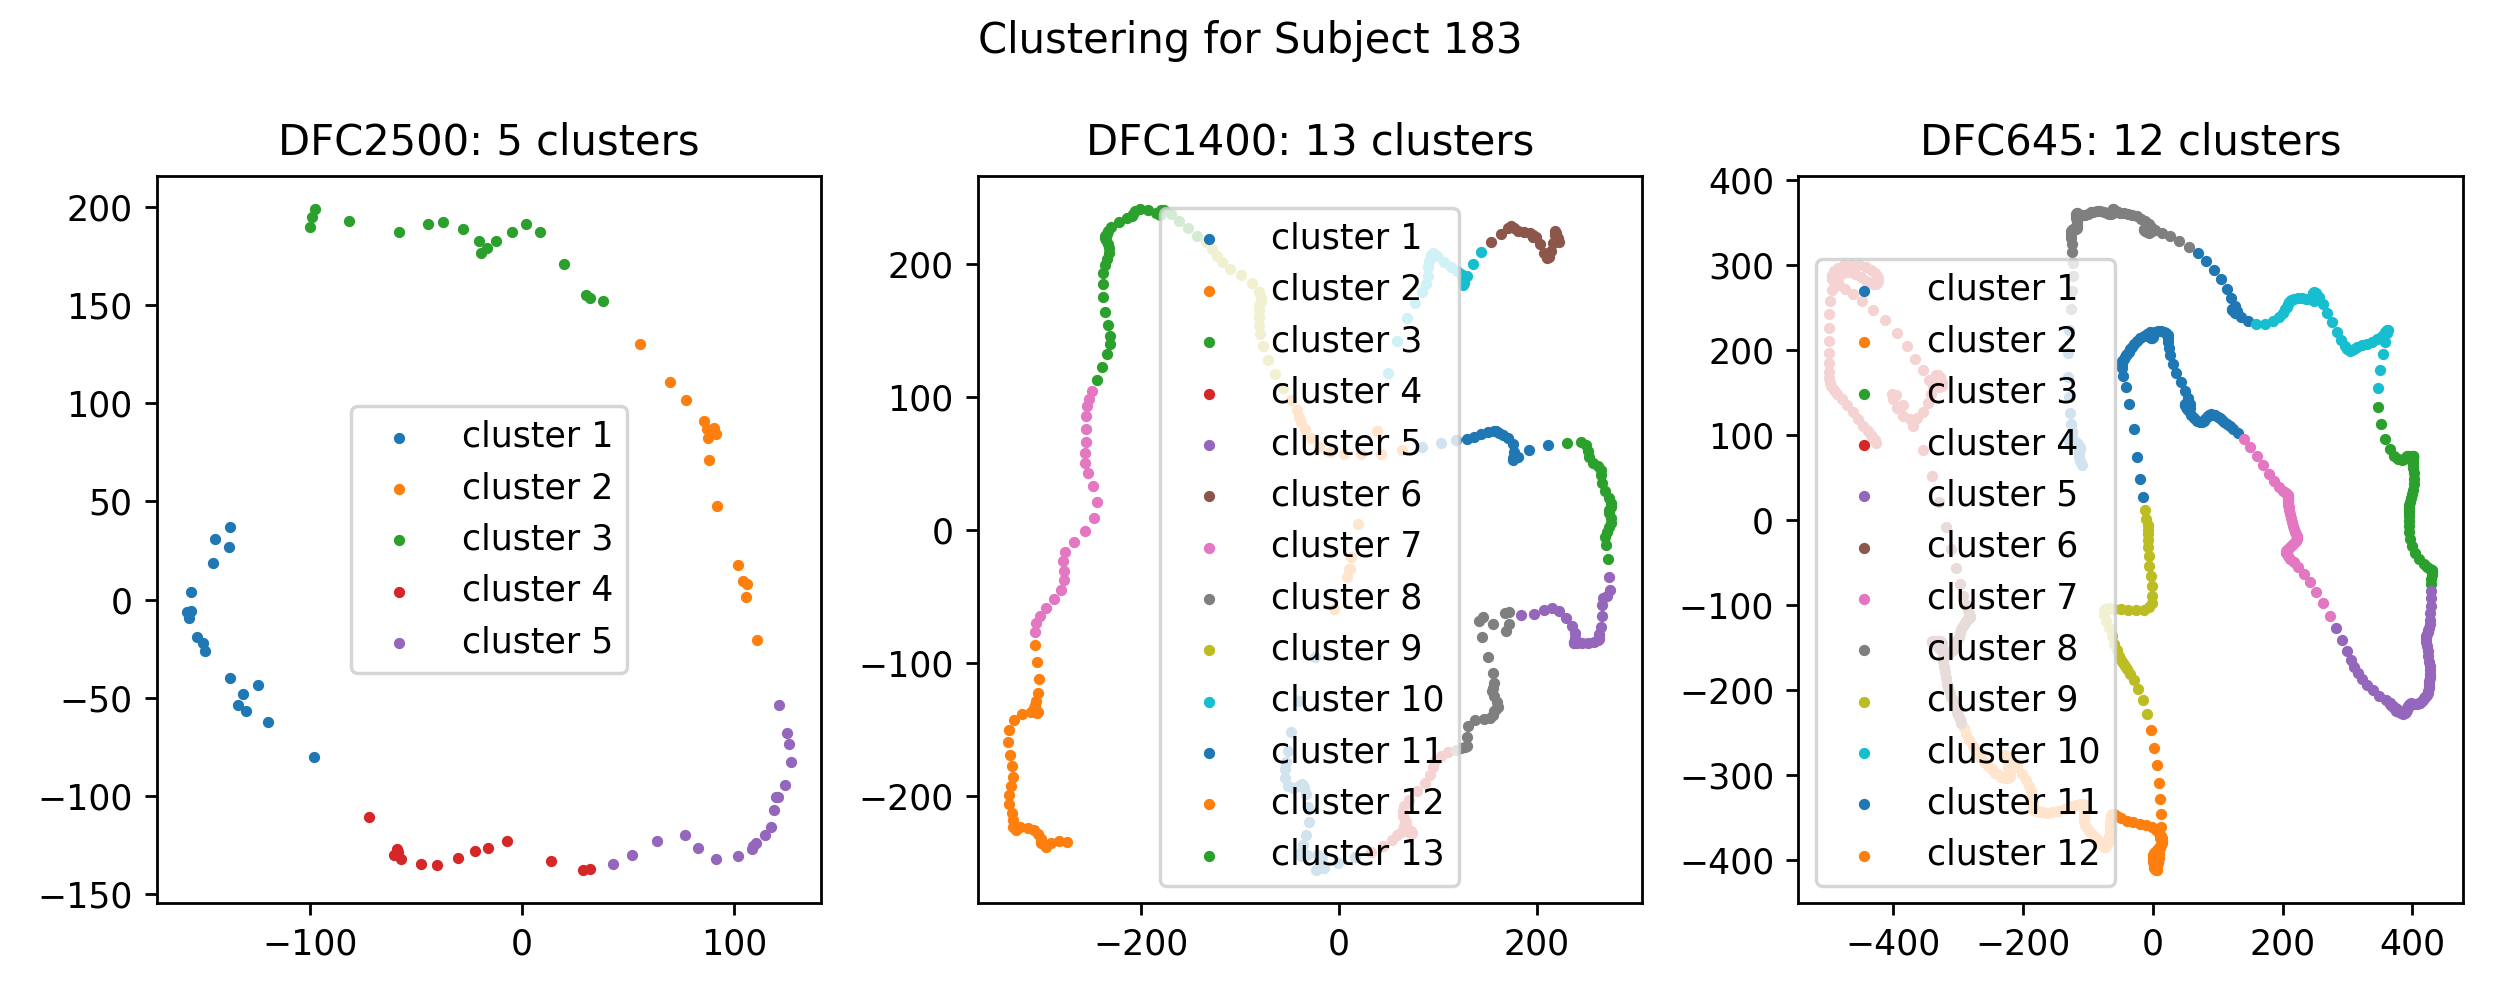 Clustering for Subject 183
DFC2500: 5 clusters
200
150
100
50
0
−50
−100
−150
−100
0
100
cluster 1
cluster 2
cluster 3
cluster 4
cluster 5
DFC1400: 13 clusters
200
100
0
−100
−200
−200
0
200
cluster 1
cluster 2
cluster 3
cluster 4
cluster 5
cluster 6
cluster 7
cluster 8
cluster 9
cluster 10
cluster 11
cluster 12
cluster 13
DFC645: 12 clusters
400
300
200
100
0
−100
−200
−300
−400
−400
−200
0
200
400
cluster 1
cluster 2
cluster 3
cluster 4
cluster 5
cluster 6
cluster 7
cluster 8
cluster 9
cluster 10
cluster 11
cluster 12